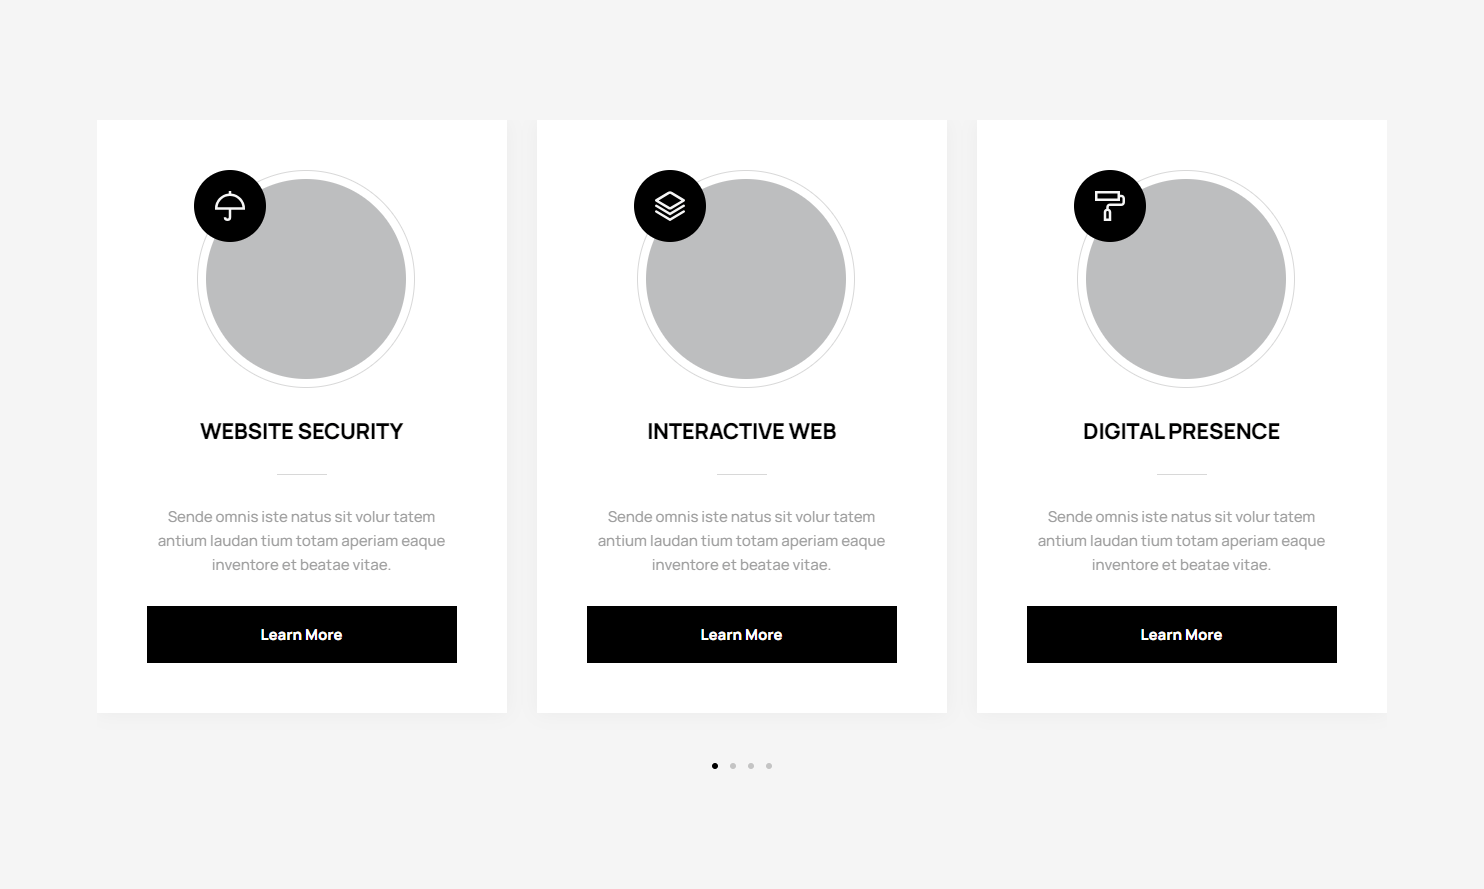 WEBSITE SECURITY
Sende omnis iste natus sit volur tatem
antium laudan tium totam aperiam eaque
inventore et beatae vitae.
Learn More
INTERACTIVE WEB
Sende omnis iste natus sit volur tatem
antium laudan tium totam aperiam eaque
inventore et beatae vitae.
Learn More
DIGITAL PRESENCE
Sende omnis iste natus sit volur tatem
antium laudan tium totam aperiam eaque
inventore et beatae vitae.
Learn More